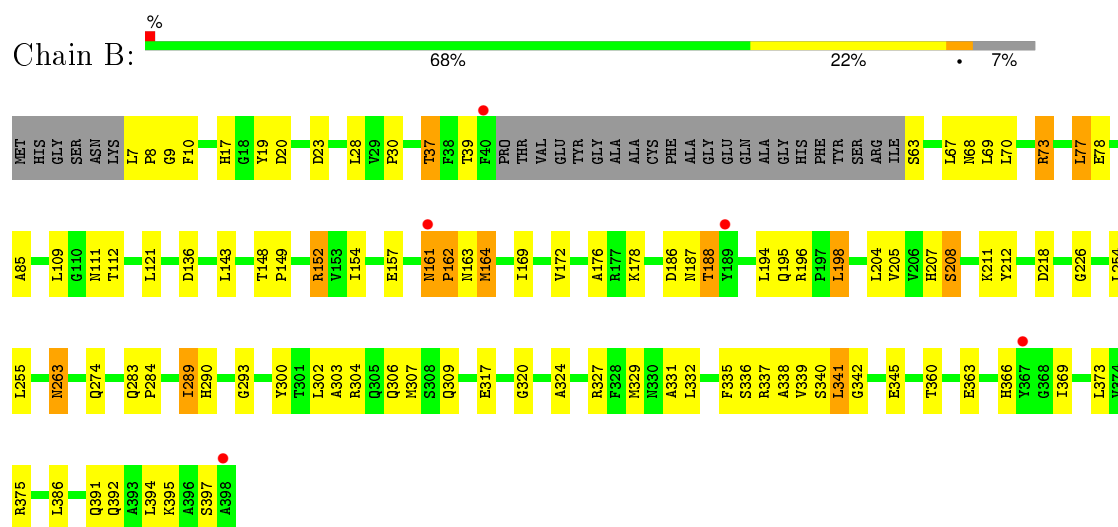 %
Chain B:
68% 22% • 7%
MET HIS GLY SER ASN LYS L7 P8 G9 F10 H17 G18 Y19 D20 D23 L28 V29 P30 T37 F38 T39 F40 PRO THR VAL GLU TYR GLY ALA ALA CYS PHE ALA GLY GLU GLN ALA GLY HIS PHE TYR SER ARG ILE S63 L67 N68 L69 L70 R73 L77 E78
A85 L109 G110 N111 T112 L121 D136 L143 T148 P149 R152 V153 I154 E157 N161 P162 N163 M164 I169 V172 A176 R177 K178 D186 N187 T188 Y189 L194 Q195 R196 P197 L198 L204 V205 V206 H207 S208 K211 Y212 D218 G226 L254
L255 N263 Q274 Q283 P284 I289 H290 G293 Y300 T301 L302 A303 R304 Q305 Q306 M307 S308 Q309 E317 G320 A324 R327 F328 M329 N330 A331 L332 F335 S336 R337 A338 V339 S340 L341 G342 E345 T360 E363 H366 Y367 G368 I369 L373 V374
R375 L386 Q391 Q392 A393 L394 K395 A396 S397 A398